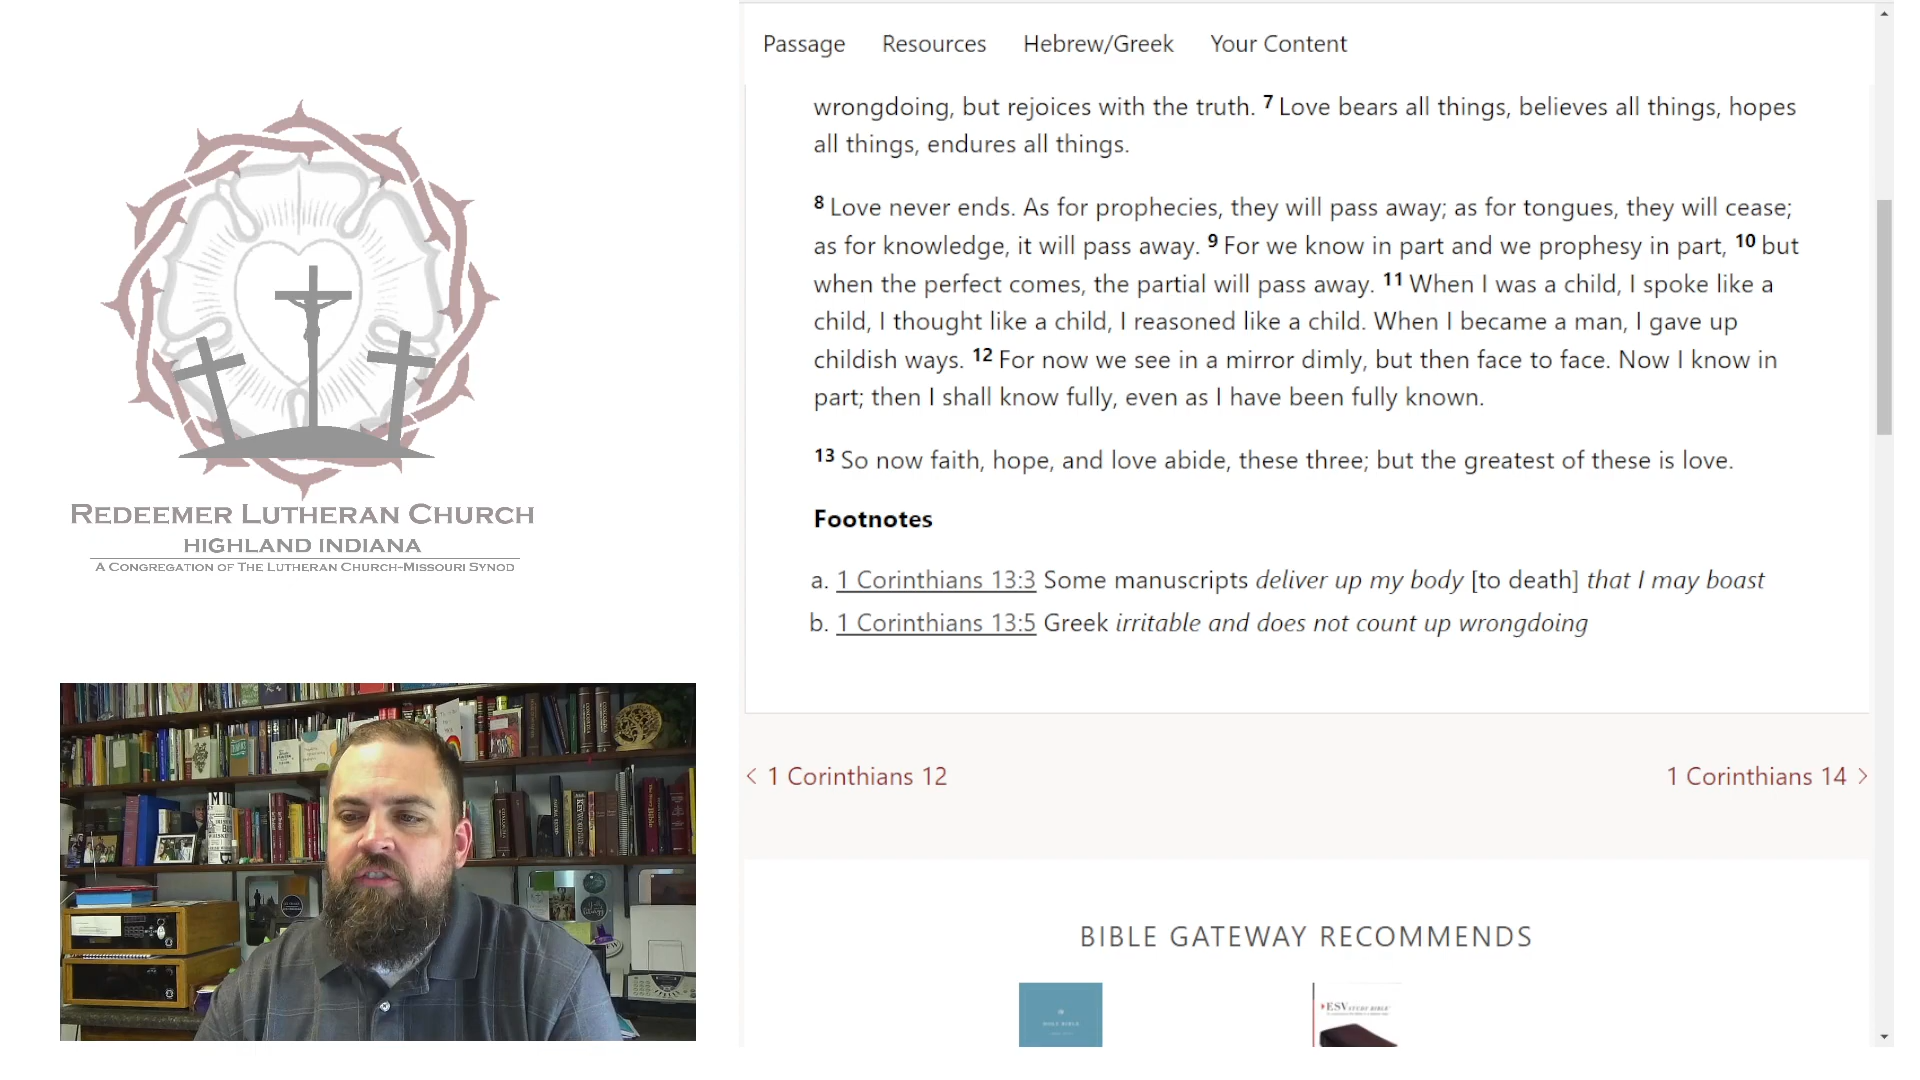 Passage Resources Hebrew/Greek Your Content
wrongdoing, but rejoices with the truth. 7 Love bears all things, believes all things, hopes
all things, endures all things.
8 Love never ends. As for prophecies, they will pass away; as for tongues, they will cease;
as for knowledge, it will pass away. 9 For we know in part and we prophesy in part, 10 but
when the perfect comes, the partial will pass away. 11 When I was a child, I spoke like a
child, I thought like a child, I reasoned like a child. When I became a man, I gave up
childish ways. 12 For now we see in a mirror dimly, but then face to face. Now I know in
part; then I shall know fully, even as I have been fully known.
13 So now faith, hope, and love abide, these three; but the greatest of these is love.
Footnotes
a. 1 Corinthians 13:3 Some manuscripts deliver up my body [to death] that I may boast
b. 1 Corinthians 13:5 Greek irritable and does not count up wrongdoing
< 1 Corinthians 12
1 Corinthians 14 >
BIBLE GATEWAY RECOMMENDS
HOLY BIBLE
ESV STUDY BIBLE
REDEEMER LUTHERAN CHURCH
HIGHLAND INDIANA
A CONGREGATION OF THE LUTHERAN CHURCH-MISSOURI SYNOD